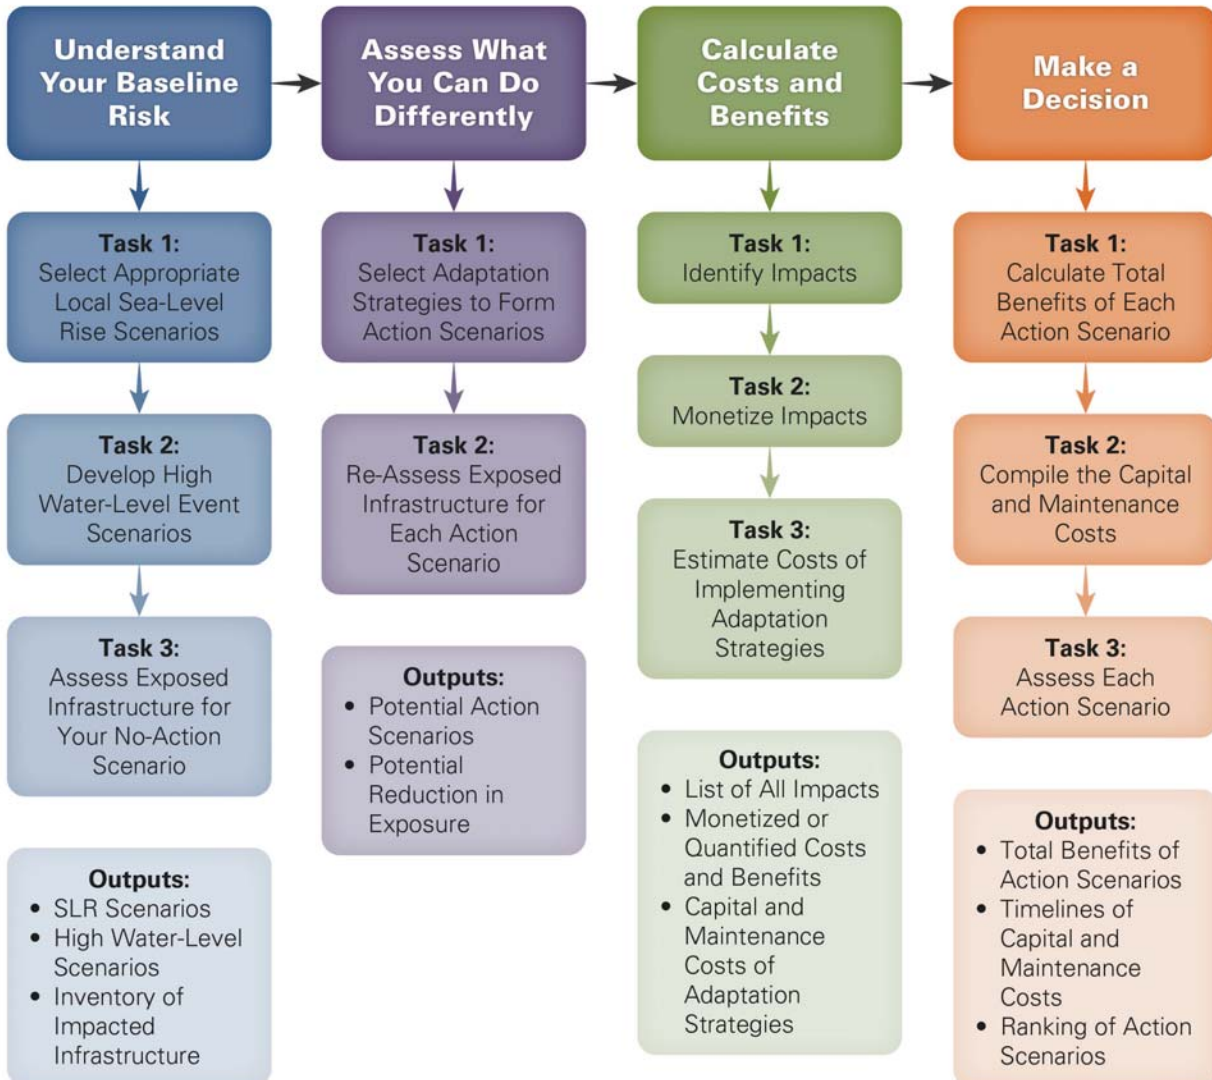 Understand
Your Baseline
Risk
Assess What
You Can Do
Differently
Calculate
Costs and
Benefits
Make a
Decision
Task 1:
Select Appropriate
Local Sea-Level
Rise Scenarios
Task 2:
Develop High
Water-Level Event
Scenarios
Task 3:
Assess Exposed
Infrastructure for
Your No-Action
Scenario
Outputs:
• SLR Scenarios
• High Water-Level
Scenarios
• Inventory of
Impacted
Infrastructure
Task 1:
Select Adaptation
Strategies to Form
Action Scenarios
Task 2:
Re-Assess Exposed
Infrastructure for
Each Action
Scenario
Outputs:
• Potential Action
Scenarios
• Potential
Reduction in
Exposure
Task 1:
Identify Impacts
Task 2:
Monetize Impacts
Task 3:
Estimate Costs of
Implementing
Adaptation
Strategies
Outputs:
• List of All Impacts
• Monetized or
Quantified Costs
and Benefits
• Capital and
Maintenance
Costs of
Adaptation
Strategies
Task 1:
Calculate Total
Benefits of Each
Action Scenario
Task 2:
Compile the Capital
and Maintenance
Costs
Task 3:
Assess Each
Action Scenario
Outputs:
• Total Benefits of
Action Scenarios
• Timelines of
Capital and
Maintenance
Costs
• Ranking of Action
Scenarios